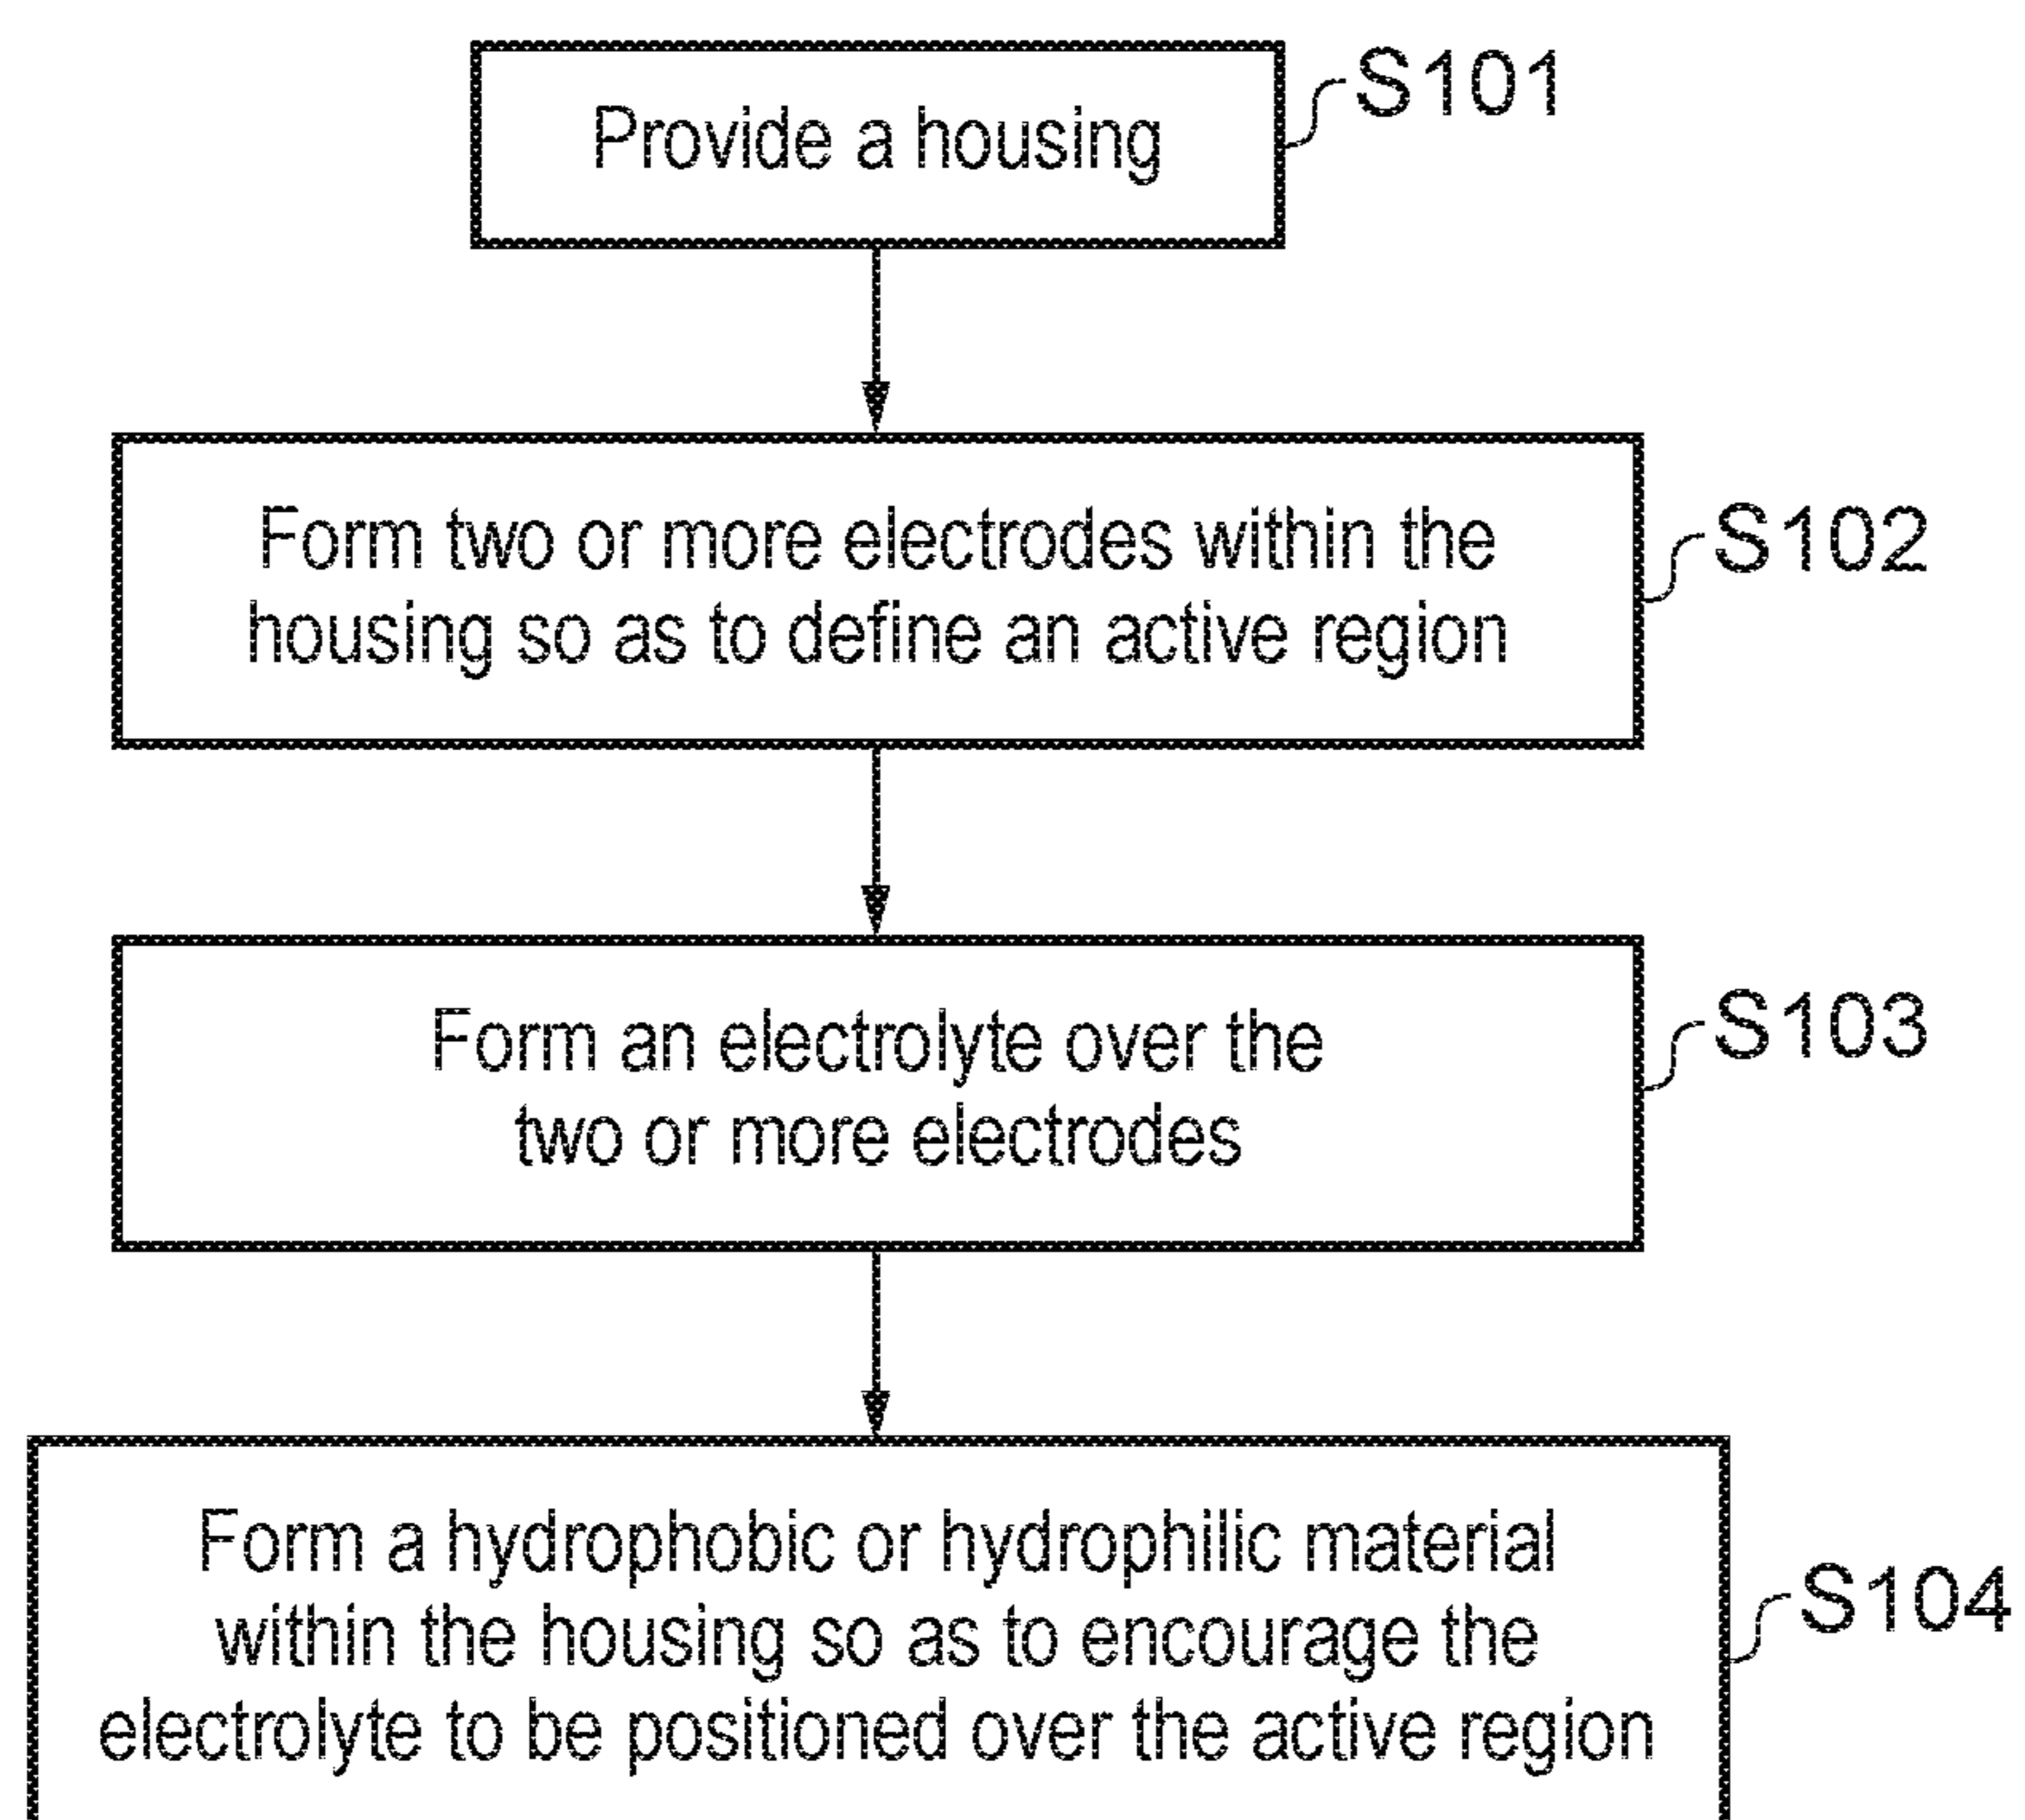 Provide a housing
S101
Form two or more electrodes within the
housing so as to define an active region
S102
Form an electrolyte over the
two or more electrodes
S103
Form a hydrophobic or hydrophilic material
within the housing so as to encourage the
electrolyte to be positioned over the active region
S104